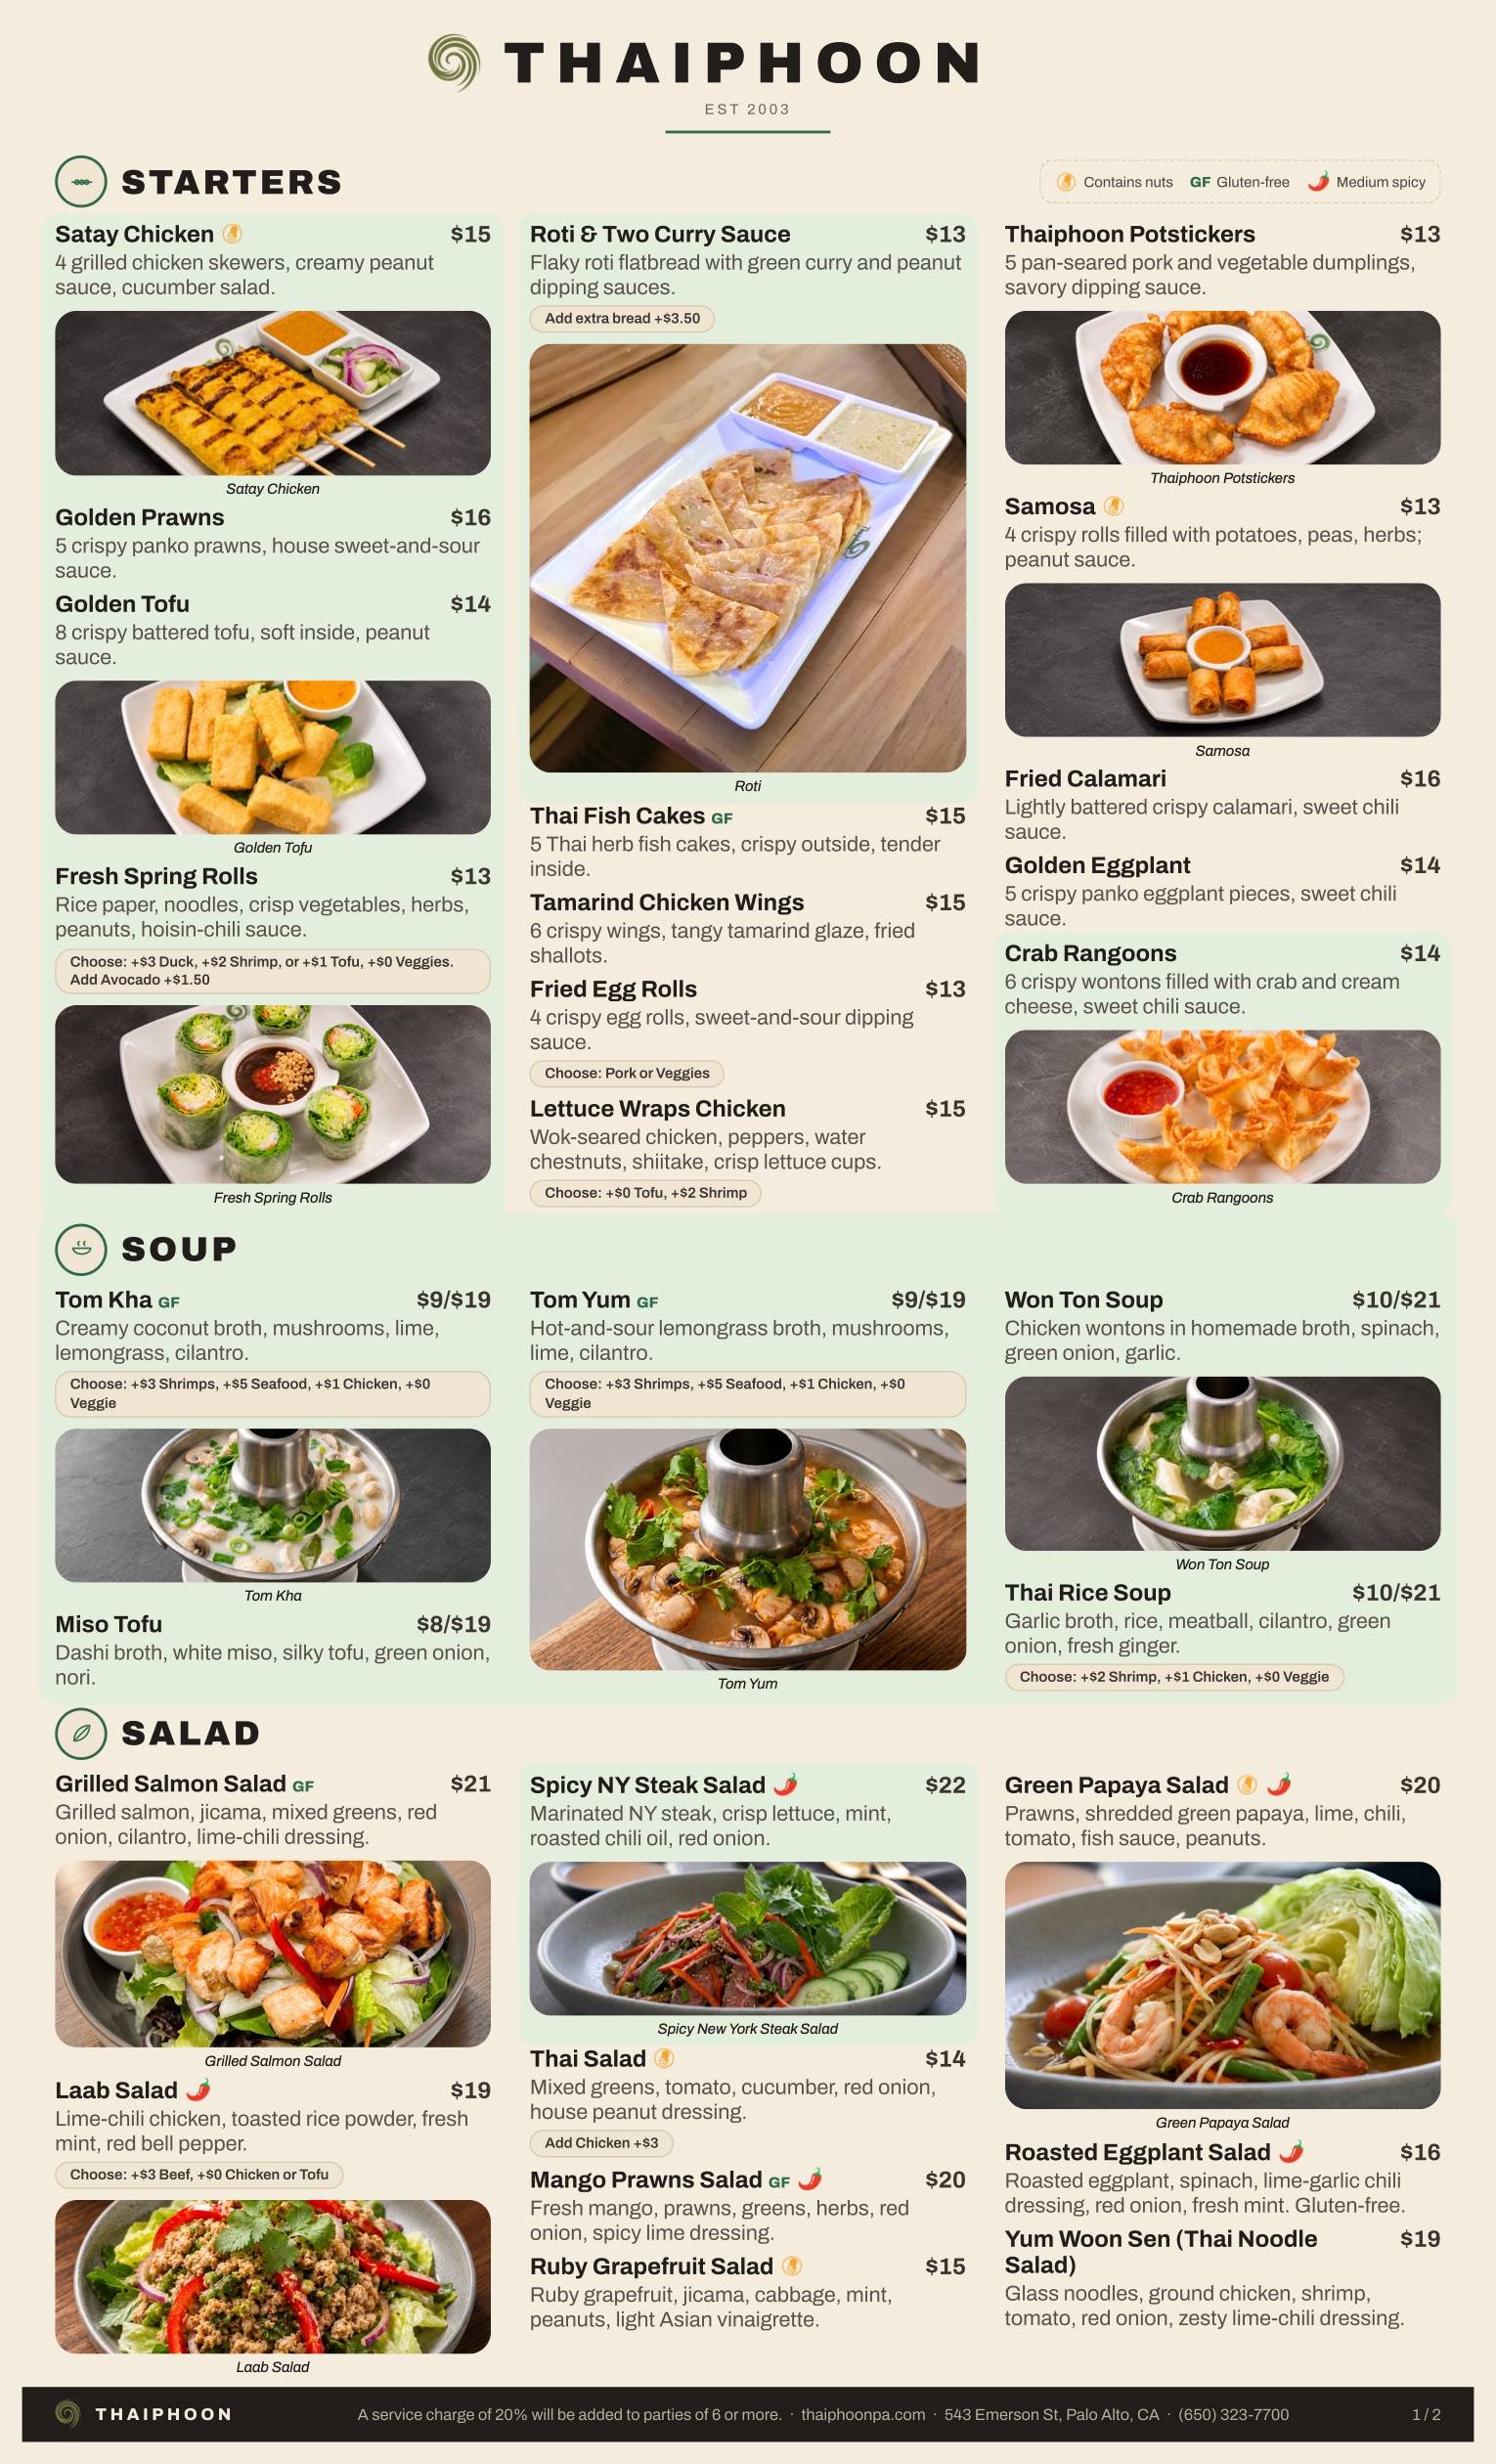 THAIPHOON
EST 2003
STARTERS
Contains nuts GF Gluten-free Medium spicy
Satay Chicken $15
4 grilled chicken skewers, creamy peanut
sauce, cucumber salad.
Satay Chicken
Golden Prawns $16
5 crispy panko prawns, house sweet-and-sour
sauce.
Golden Tofu $14
8 crispy battered tofu, soft inside, peanut
sauce.
Golden Tofu
Fresh Spring Rolls $13
Rice paper, noodles, crisp vegetables, herbs,
peanuts, hoisin-chili sauce.
Choose: +$3 Duck, +$2 Shrimp, or +$1 Tofu, +$0 Veggies.
Add Avocado +$1.50
Fresh Spring Rolls
Roti & Two Curry Sauce $13
Flaky roti flatbread with green curry and peanut
dipping sauces.
Add extra bread +$3.50
Roti
Thai Fish Cakes GF $15
5 Thai herb fish cakes, crispy outside, tender
inside.
Tamarind Chicken Wings $15
6 crispy wings, tangy tamarind glaze, fried
shallots.
Fried Egg Rolls $13
4 crispy egg rolls, sweet-and-sour dipping
sauce.
Choose: Pork or Veggies
Lettuce Wraps Chicken $15
Wok-seared chicken, peppers, water
chestnuts, shiitake, crisp lettuce cups.
Choose: +$0 Tofu, +$2 Shrimp
Thaiphoon Potstickers $13
5 pan-seared pork and vegetable dumplings,
savory dipping sauce.
Thaiphoon Potstickers
Samosa $13
4 crispy rolls filled with potatoes, peas, herbs;
peanut sauce.
Samosa
Fried Calamari $16
Lightly battered crispy calamari, sweet chili
sauce.
Golden Eggplant $14
5 crispy panko eggplant pieces, sweet chili
sauce.
Crab Rangoons $14
6 crispy wontons filled with crab and cream
cheese, sweet chili sauce.
Crab Rangoons
SOUP
Tom Kha GF $9/$19
Creamy coconut broth, mushrooms, lime,
lemongrass, cilantro.
Choose: +$3 Shrimps, +$5 Seafood, +$1 Chicken, +$0
Veggie
Tom Kha
Miso Tofu $8/$19
Dashi broth, white miso, silky tofu, green onion,
nori.
Tom Yum GF $9/$19
Hot-and-sour lemongrass broth, mushrooms,
lime, cilantro.
Choose: +$3 Shrimps, +$5 Seafood, +$1 Chicken, +$0
Veggie
Tom Yum
Won Ton Soup $10/$21
Chicken wontons in homemade broth, spinach,
green onion, garlic.
Won Ton Soup
Thai Rice Soup $10/$21
Garlic broth, rice, meatball, cilantro, green
onion, fresh ginger.
Choose: +$2 Shrimp, +$1 Chicken, +$0 Veggie
SALAD
Grilled Salmon Salad GF $21
Grilled salmon, jicama, mixed greens, red
onion, cilantro, lime-chili dressing.
Grilled Salmon Salad
Laab Salad $19
Lime-chili chicken, toasted rice powder, fresh
mint, red bell pepper.
Choose: +$3 Beef, +$0 Chicken or Tofu
Laab Salad
Spicy NY Steak Salad $22
Marinated NY steak, crisp lettuce, mint,
roasted chili oil, red onion.
Spicy New York Steak Salad
Thai Salad $14
Mixed greens, tomato, cucumber, red onion,
house peanut dressing.
Add Chicken +$3
Mango Prawns Salad GF $20
Fresh mango, prawns, greens, herbs, red
onion, spicy lime dressing.
Ruby Grapefruit Salad $15
Ruby grapefruit, jicama, cabbage, mint,
peanuts, light Asian vinaigrette.
Green Papaya Salad $20
Prawns, shredded green papaya, lime, chili,
tomato, fish sauce, peanuts.
Green Papaya Salad
Roasted Eggplant Salad $16
Roasted eggplant, spinach, lime-garlic chili
dressing, red onion, fresh mint. Gluten-free.
Yum Woon Sen (Thai Noodle $19
Salad)
Glass noodles, ground chicken, shrimp,
tomato, red onion, zesty lime-chili dressing.
THAIPHOON A service charge of 20% will be added to parties of 6 or more. · thaiphoonpa.com · 543 Emerson St, Palo Alto, CA · (650) 323-7700 1 / 2